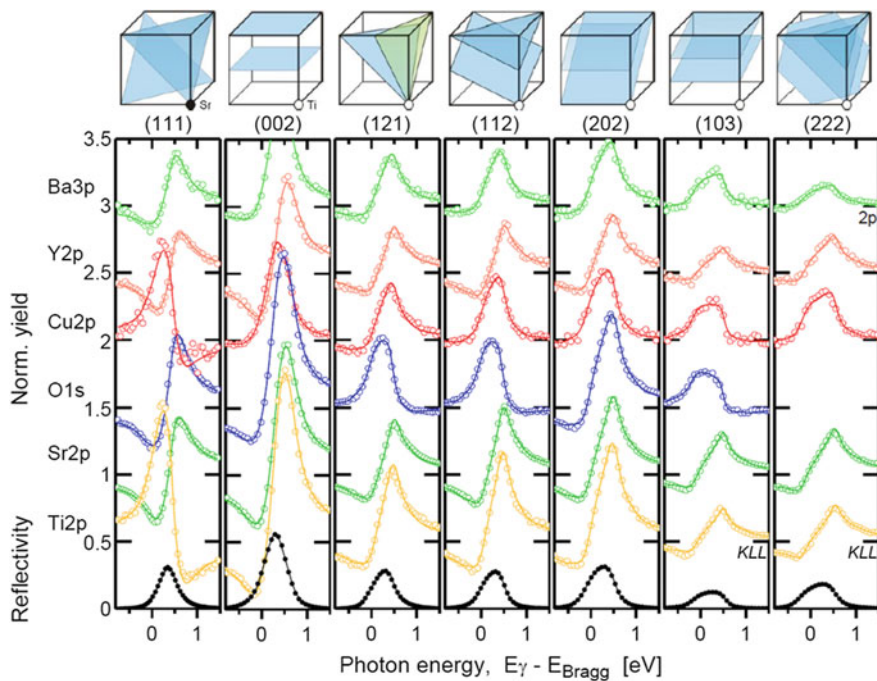 Sr
Ti
(111) (002) (121) (112) (202) (103) (222)
3.5
Ba3p
3
2p
Y2p
2.5
Cu2p
2
O1s
1.5
Sr2p
1
Ti2p
0.5
KLL KLL
0
Norm. yield
Reflectivity
0 1 0 1 0 1 0 1 0 1 0 1 0 1
Photon energy, Eγ - EBragg [eV]